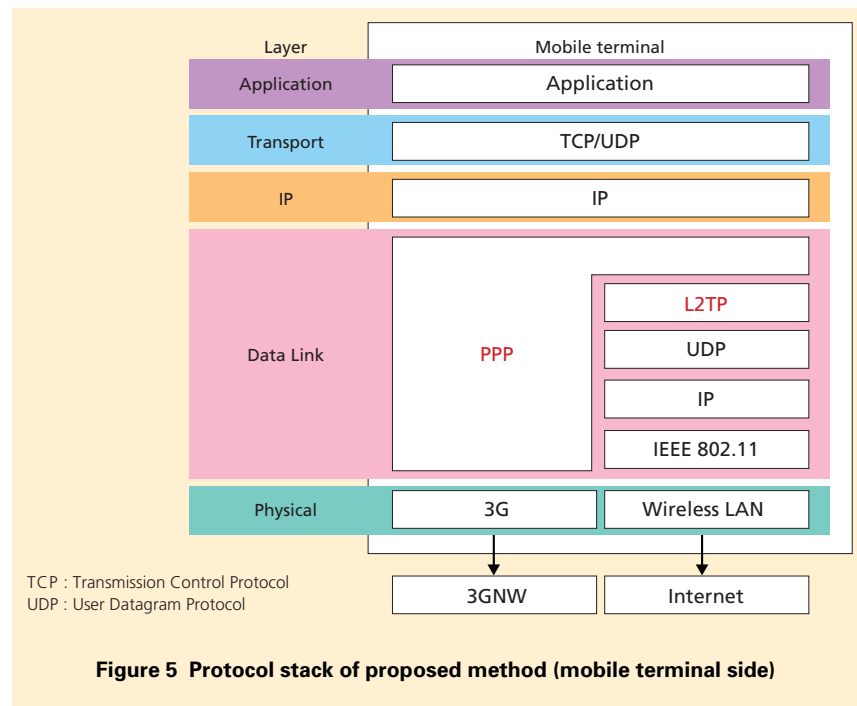 Layer
Mobile terminal
Application
Application
Transport
TCP/UDP
IP
IP
Data Link
PPP
L2TP
UDP
IP
IEEE 802.11
Physical
3G
Wireless LAN
3GNW
Internet
TCP : Transmission Control Protocol
UDP : User Datagram Protocol
Figure 5 Protocol stack of proposed method (mobile terminal side)